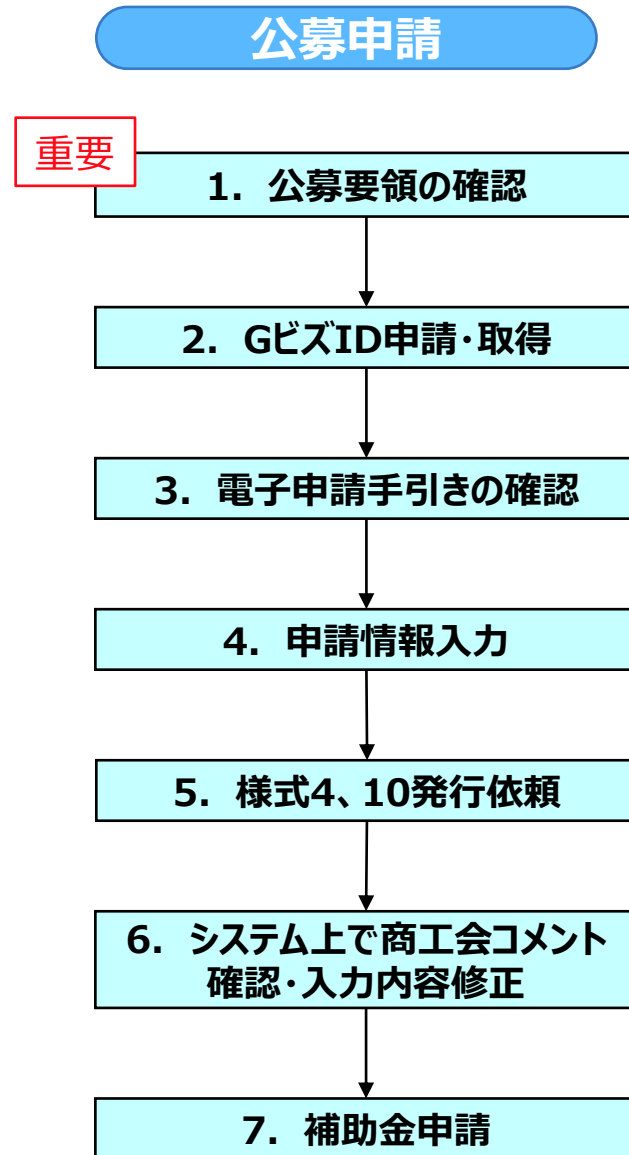 公募申請
重要
1. 公募要領の確認
2. GビズID申請・取得
3. 電子申請手引きの確認
4. 申請情報入力
5. 様式4、10発行依頼
6. システム上で商工会コメント
確認・入力内容修正
7. 補助金申請